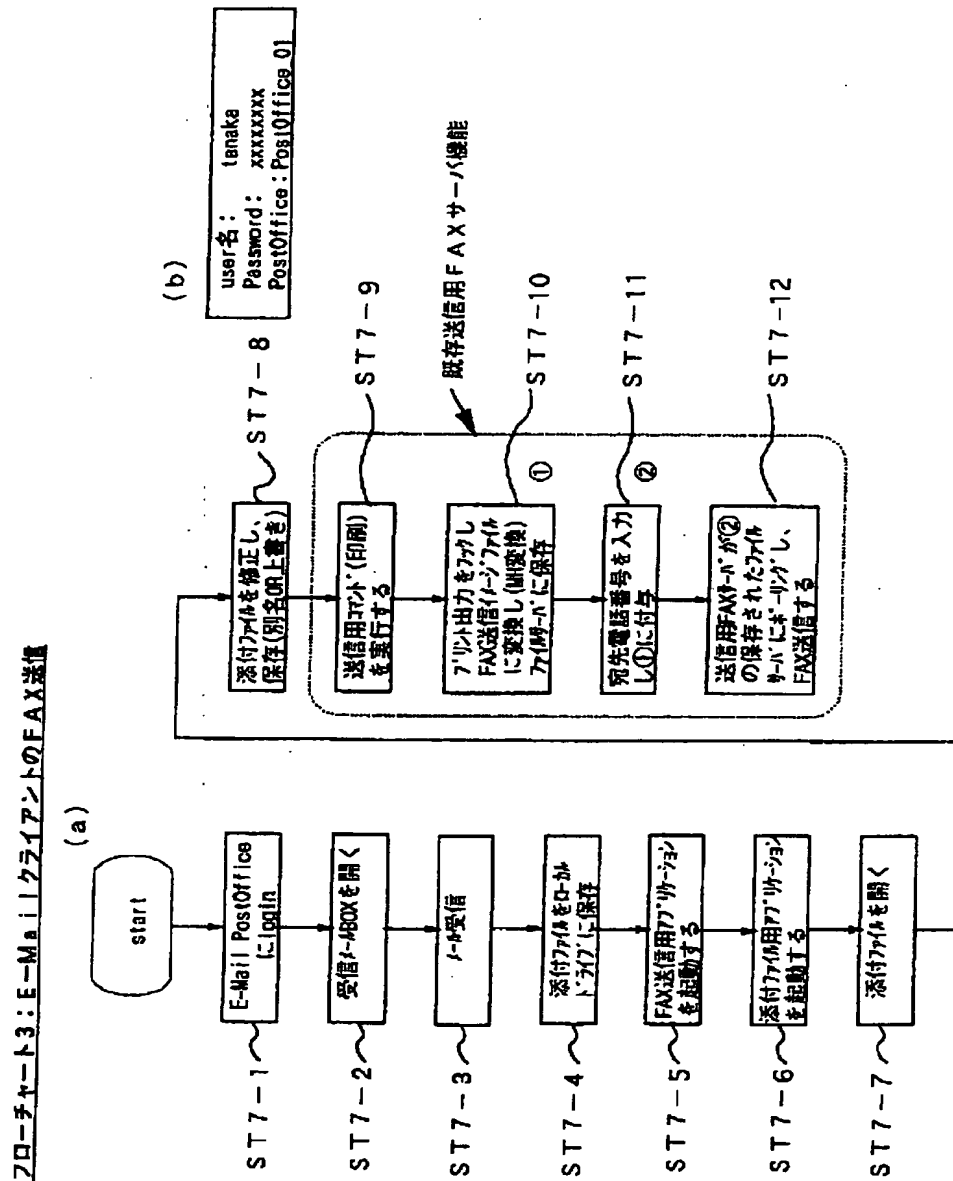 フローチャート3：E-Mailクライアントのファックス送信
(a)
start
ST7-1
E-Mail PostOffice
にlogin
ST7-2
受信メールBOXを開く
ST7-3
メール受信
ST7-4
添付ファイルをローカル
ドライブに保存
ST7-5
FAX送信用アプリケーション
を起動する
ST7-6
添付ファイル用アプリケーション
を起動する
ST7-7
添付ファイルを開く
ST7-8
添付ファイルを修正し、
保存(別名OR上書き)
ST7-9
送信用コマンド(印刷)
を実行する
既存送信用FAXサーバ機能
ST7-10
プリント出力をフックし
FAX送信イメージファイル
に変換し(MH変換)
ファイルサーバに保存
①
ST7-11
宛先電話番号を入力
し①に付与
②
ST7-12
送信用FAXサーバが②
の保存されたファイル
サーバにポーリングし、
FAX送信する
(b)
user名： tanaka
Password： xxxxxxxx
PostOffice：PostOffice 01